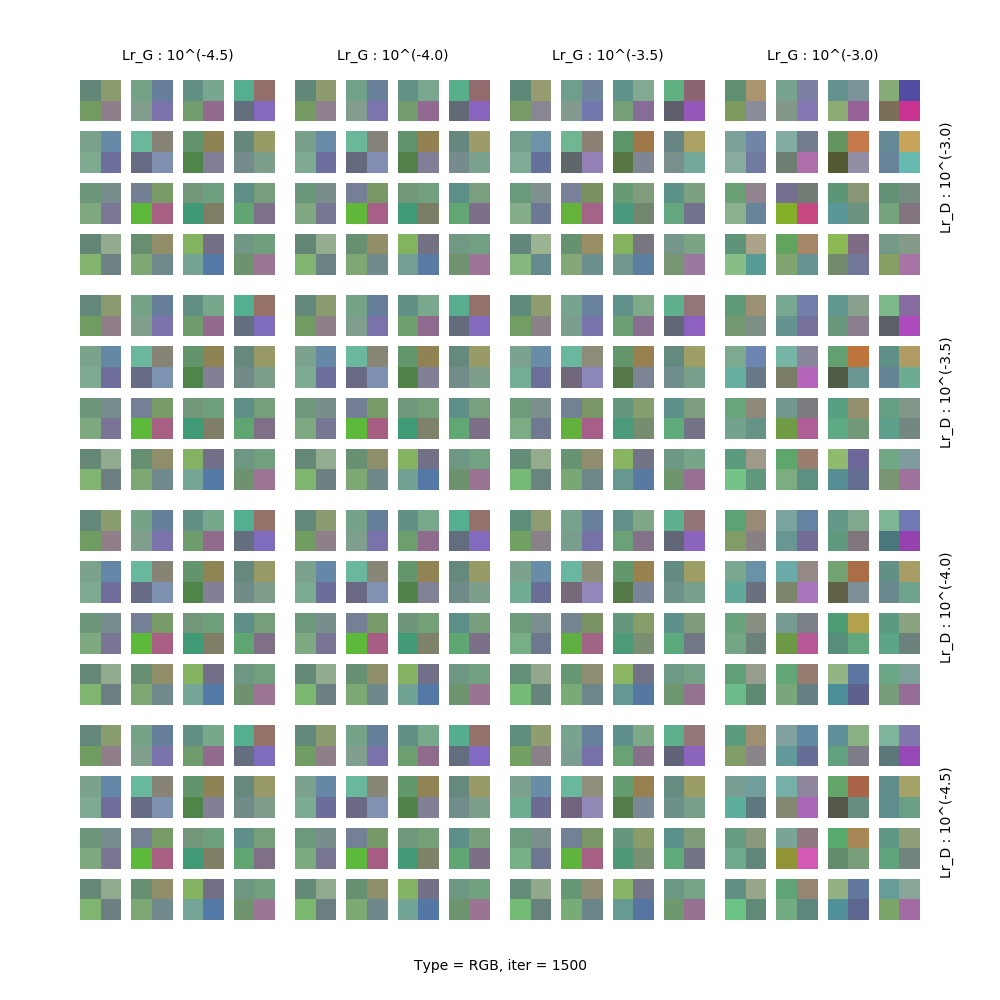 Lr_G : 10^(-4.5)
Lr_G : 10^(-4.0)
Lr_G : 10^(-3.5)
Lr_G : 10^(-3.0)
Lr_D : 10^(-3.0)
Lr_D : 10^(-3.5)
Lr_D : 10^(-4.0)
Lr_D : 10^(-4.5)
Type = RGB, iter = 1500